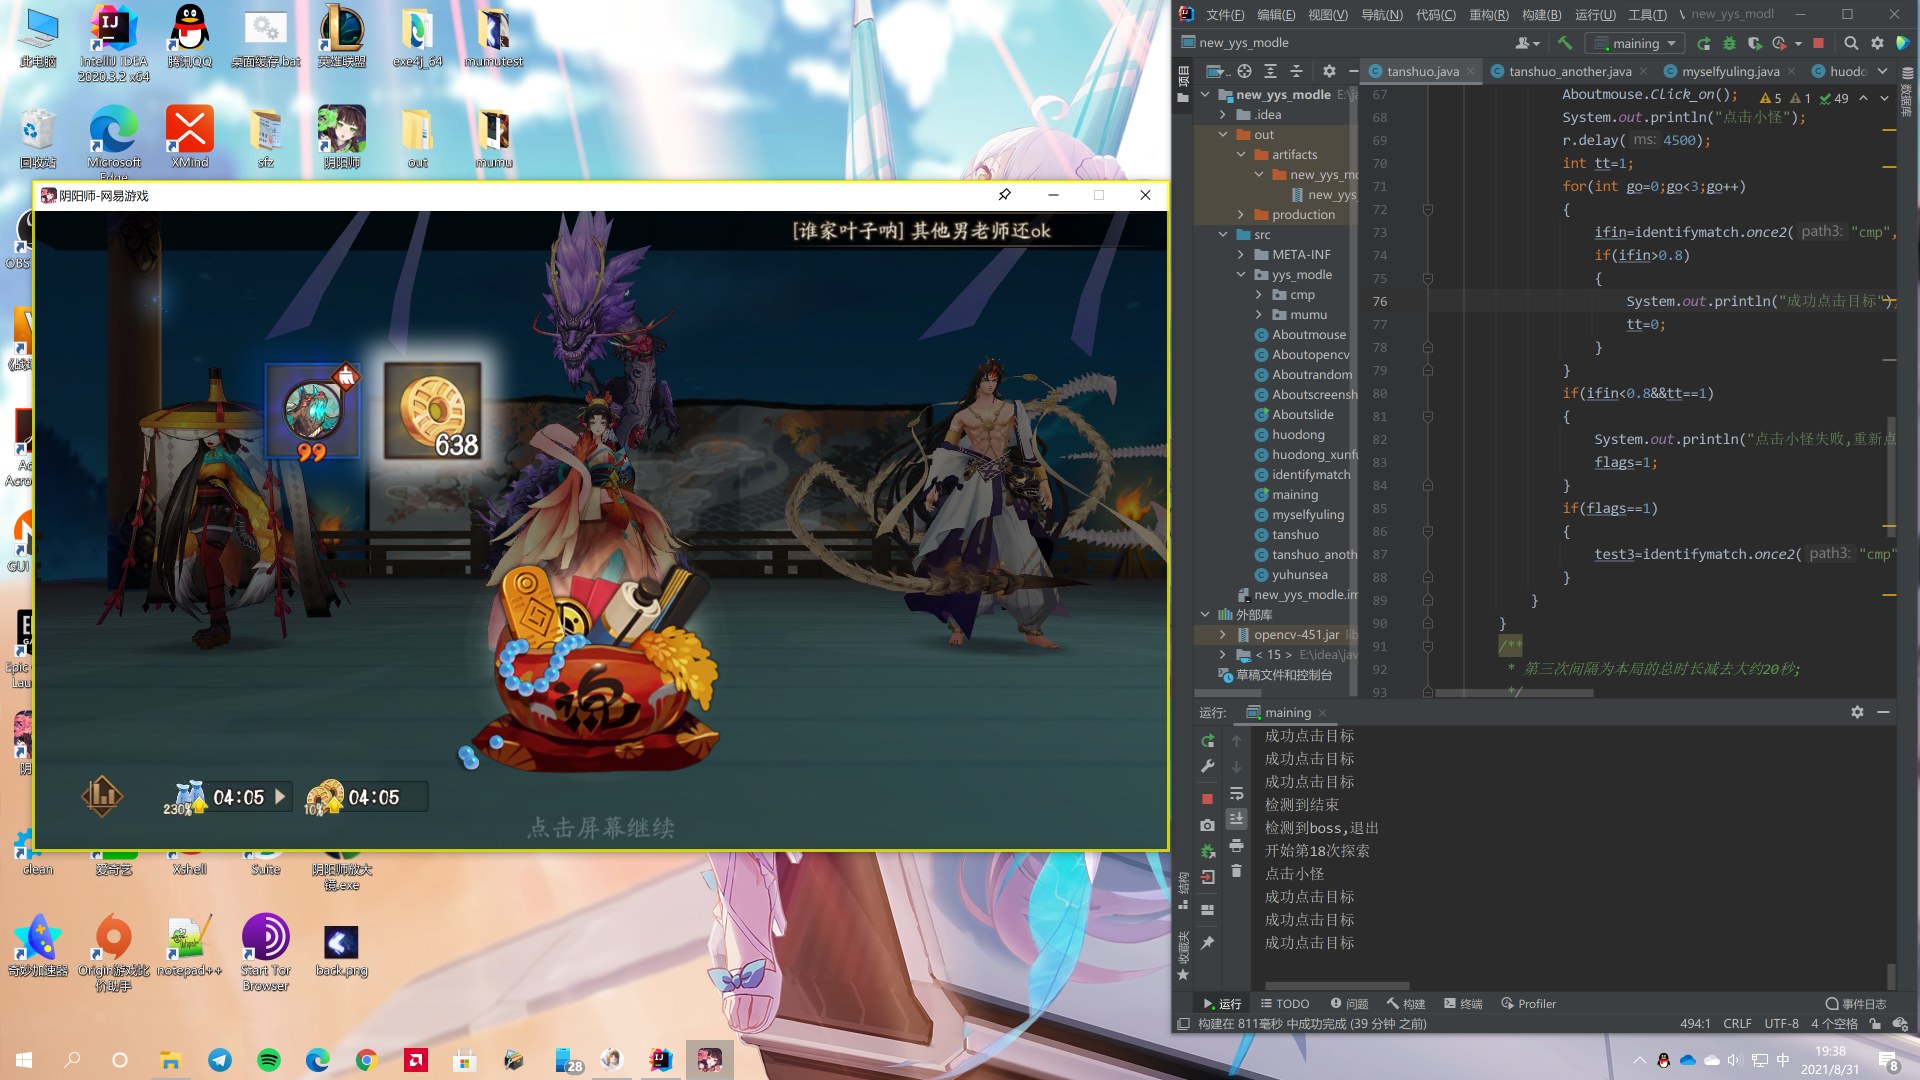 此电脑
IntelliJ IDEA 2020.3.2 x64
腾讯QQ
桌面缓存.bat
英雄联盟
exe4j_64
mumutest
回收站
Microsoft Edge
XMind
sfz
阴阳师
out
mumu
阴阳师-网易游戏
[谁家叶子呐] 其他男老师还ok
99
638
230%
04:05
10%
04:05
点击屏幕继续
clean
爱奇艺
Xshell
Suite
阴阳师放大镜.exe
奇妙加速器
Origin游戏比价助手
notepad++
Start Tor Browser
back.png
文件(F) 编辑(E) 视图(V) 导航(N) 代码(C) 重构(R) 构建(B) 运行(U) 工具(T) new_yys_modl
new_yys_modle
maining
tanshuo.java
tanshuo_another.java
myselfyuling.java
huodo
项目
数据库
new_yys_modle E:\ja
.idea
out
artifacts
new_yys_mo
new_yys_
production
src
META-INF
yys_modle
cmp
mumu
Aboutmouse
Aboutopencv
Aboutrandom
Aboutscreensh
Aboutslide
huodong
huodong_xunfu
identifymatch
maining
myselfyuling
tanshuo
tanshuo_anoth
yuhunsea
new_yys_modle.im
外部库
opencv-451.jar lib
< 15 > E:\idea\jav
草稿文件和控制台
5 1 49
67 Aboutmouse.Click_on();
68 System.out.println("点击小怪");
69 r.delay( ms: 4500);
70 int tt=1;
71 for(int go=0;go<3;go++)
72 {
73 ifin=identifymatch.once2( path3: "cmp",
74 if(ifin>0.8)
75 {
76 System.out.println("成功点击目标");
77 tt=0;
78 }
79 }
80 if(ifin<0.8&&tt==1)
81 {
82 System.out.println("点击小怪失败,重新点
83 flags=1;
84 }
85 if(flags==1)
86 {
87 test3=identifymatch.once2( path3: "cmp"
88 }
89 }
90 }
91 /**
92 * 第三次间隔为本局的总时长减去大约20秒;
93 */
运行: maining
成功点击目标
成功点击目标
成功点击目标
检测到结束
检测到boss,退出
开始第18次探索
点击小怪
成功点击目标
成功点击目标
成功点击目标
结构
收藏夹
运行 TODO 问题 构建 终端 Profiler 事件日志
构建在 811毫秒 中成功完成 (39 分钟 之前)
494:1 CRLF UTF-8 4 个空格
28
中
19:38
2021/8/31
8